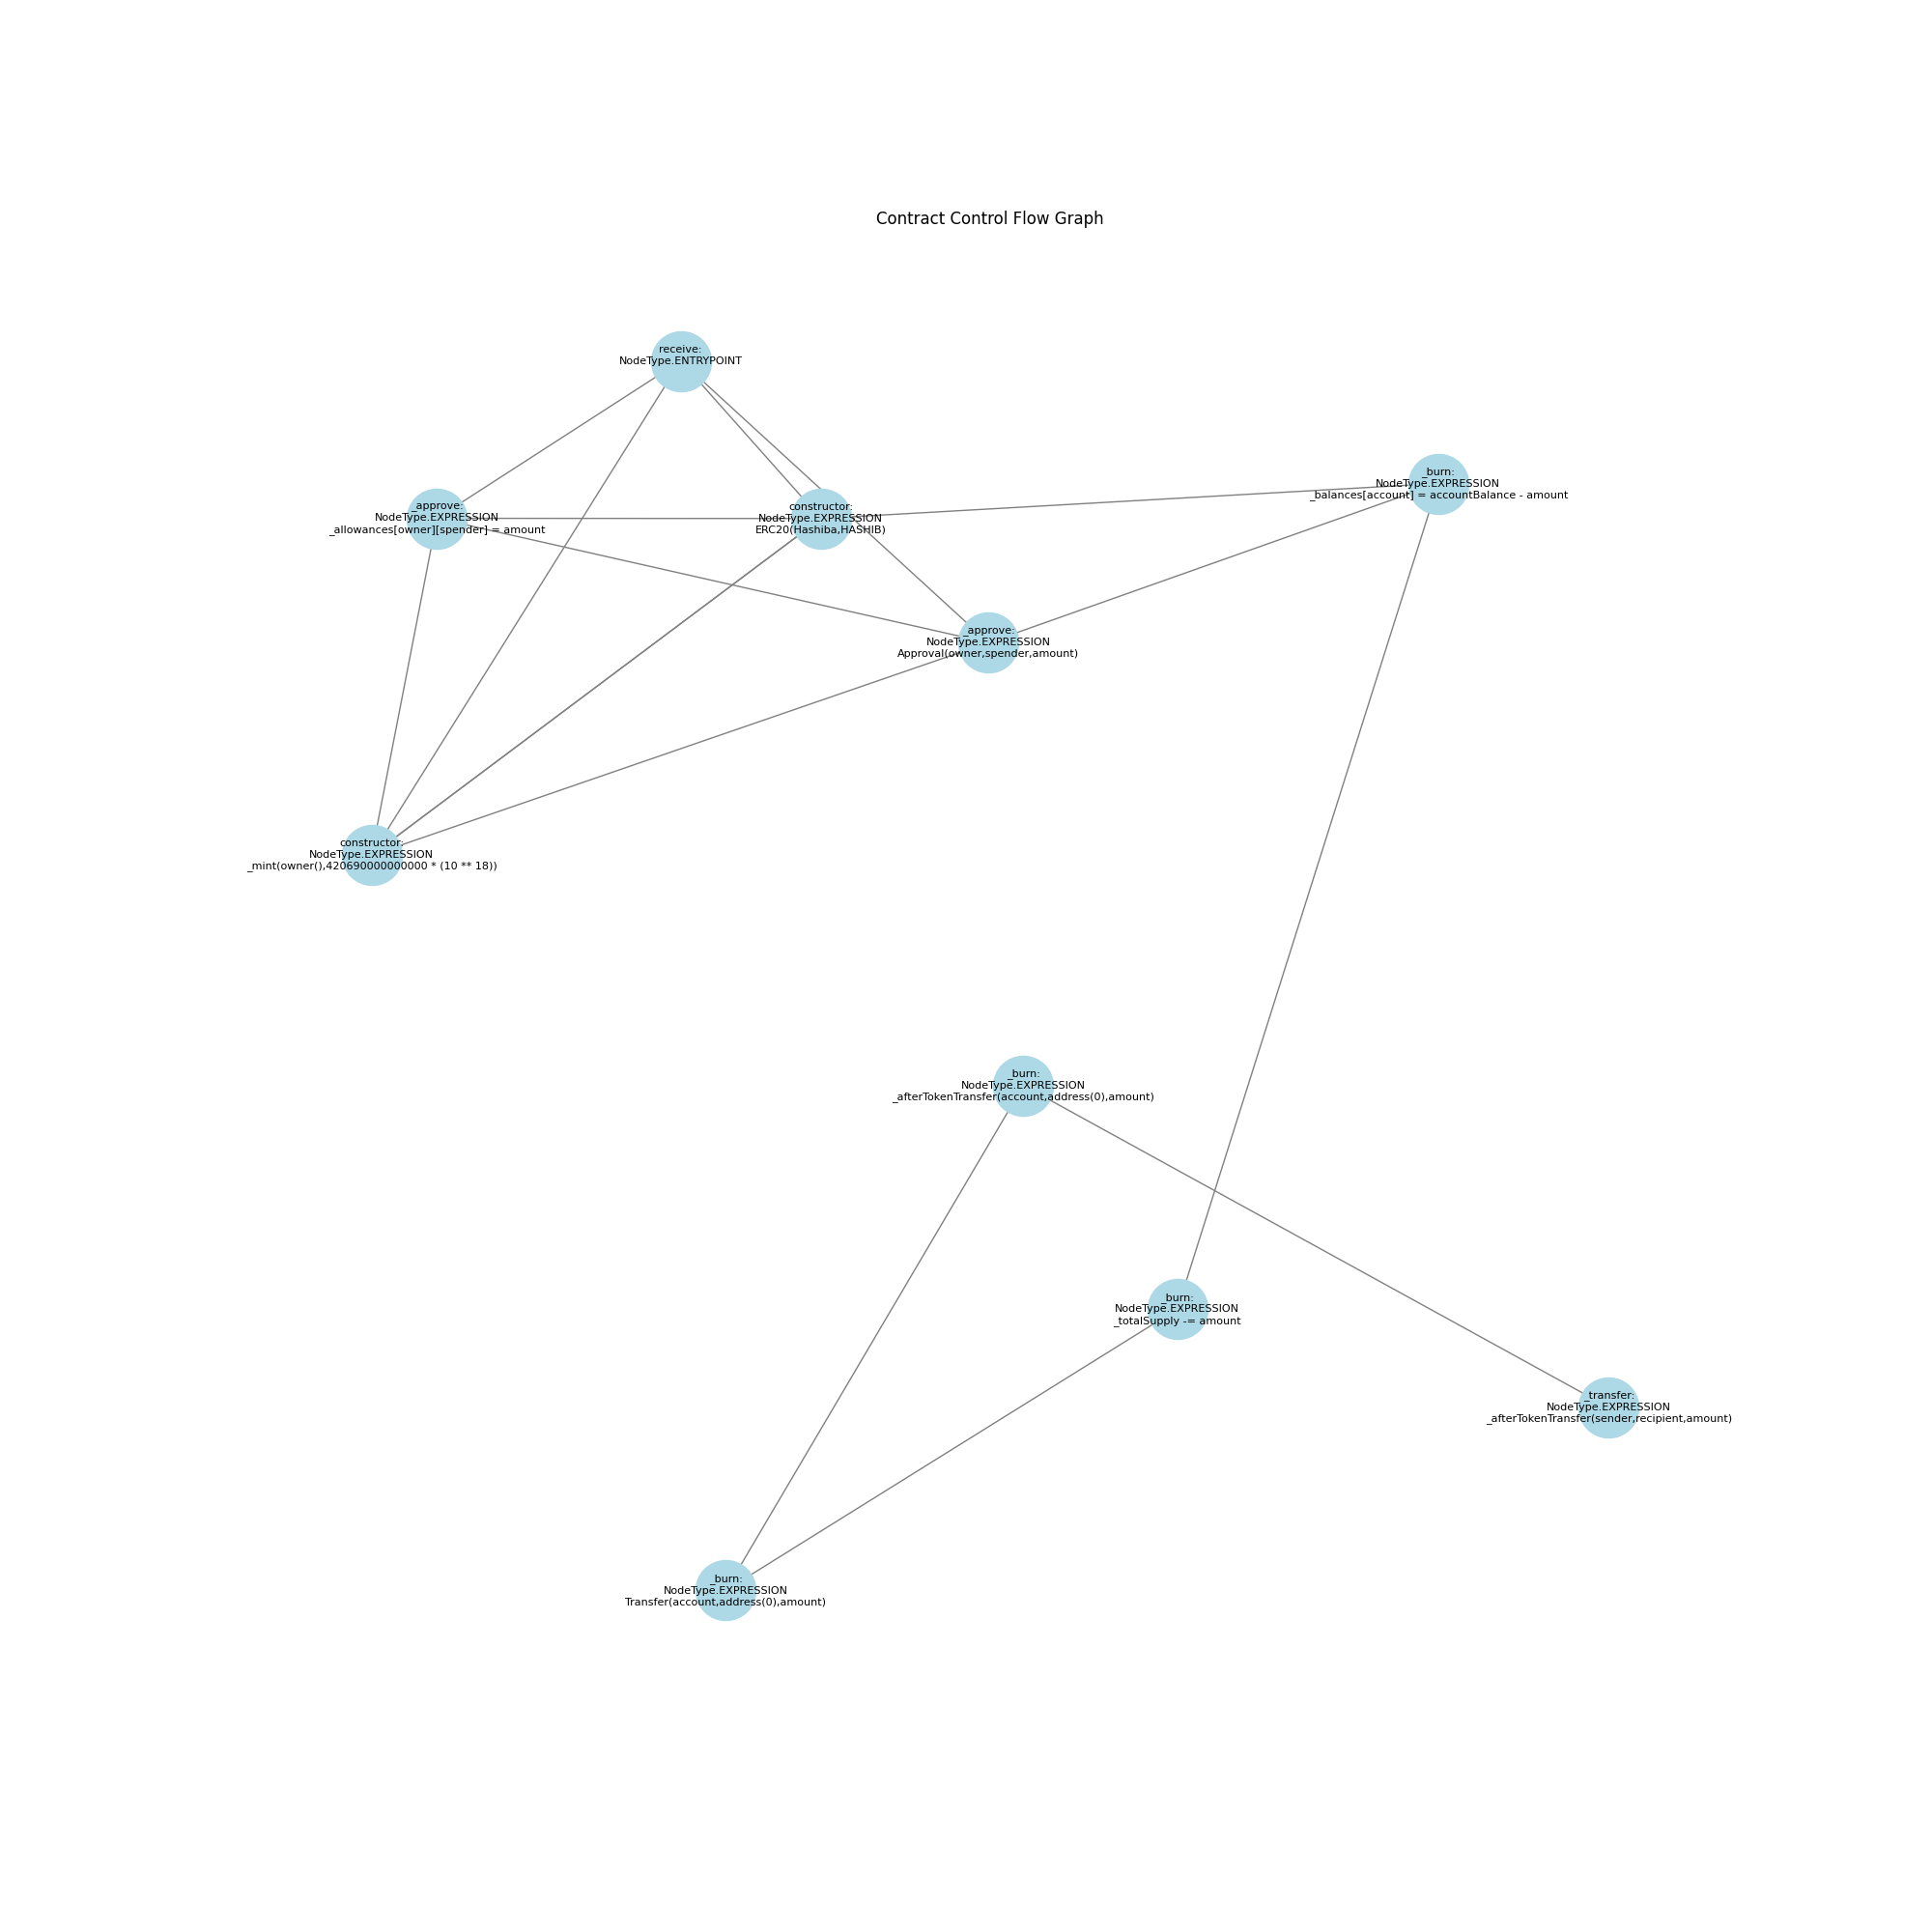 Contract Control Flow Graph
receive:
NodeType.ENTRYPOINT
_burn:
NodeType.EXPRESSION
_balances[account] = accountBalance - amount
_approve:
NodeType.EXPRESSION
_allowances[owner][spender] = amount
constructor:
NodeType.EXPRESSION
ERC20(Hashiba,HASHIB)
_approve:
NodeType.EXPRESSION
Approval(owner,spender,amount)
constructor:
NodeType.EXPRESSION
_mint(owner(),420690000000000 * (10 ** 18))
_burn:
NodeType.EXPRESSION
_afterTokenTransfer(account,address(0),amount)
_burn:
NodeType.EXPRESSION
_totalSupply -= amount
_transfer:
NodeType.EXPRESSION
_afterTokenTransfer(sender,recipient,amount)
_burn:
NodeType.EXPRESSION
Transfer(account,address(0),amount)